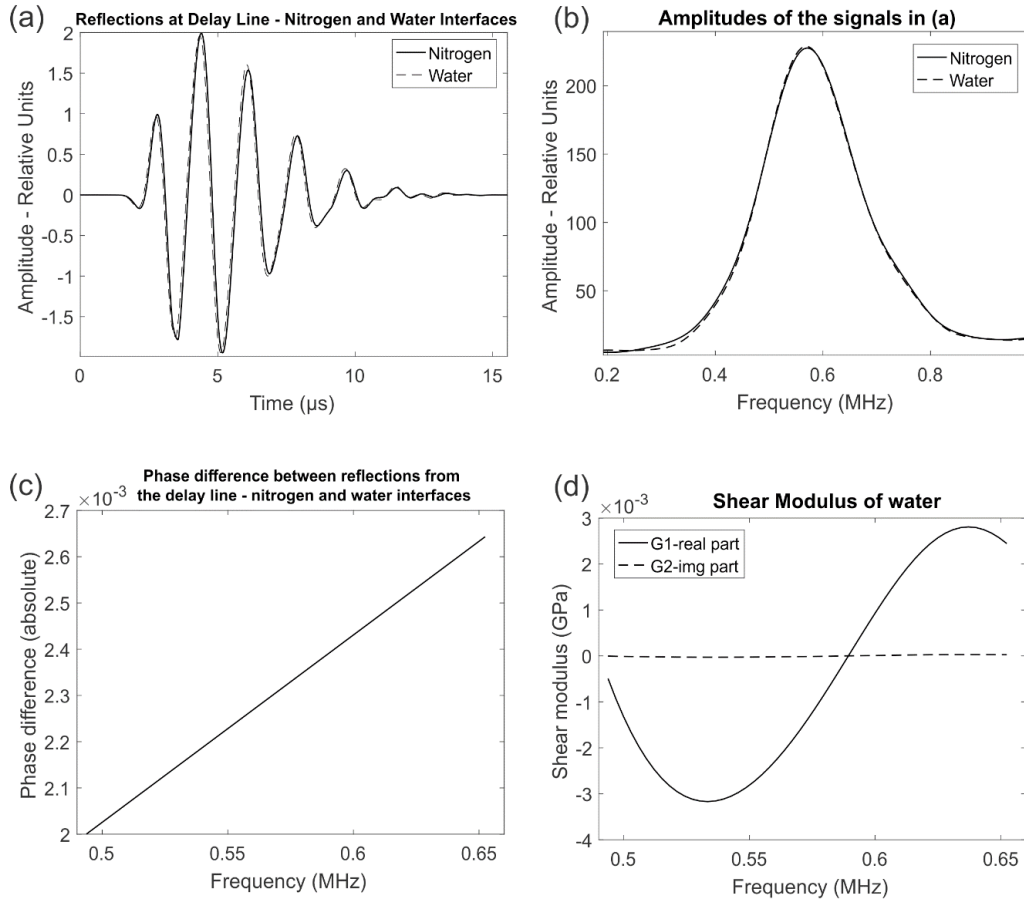 (a)
Reflections at Delay Line - Nitrogen and Water Interfaces
Amplitude - Relative Units
2
1.5
1
0.5
0
-0.5
-1
-1.5
Nitrogen
Water
0
5
10
15
Time (µs)
(b)
Amplitudes of the signals in (a)
Amplitude - Relative Units
200
150
100
50
Nitrogen
Water
0.2
0.4
0.6
0.8
Frequency (MHz)
(c)
Phase difference between reflections from
the delay line - nitrogen and water interfaces
×10-3
Phase difference (absolute)
2.7
2.6
2.5
2.4
2.3
2.2
2.1
2
0.5
0.55
0.6
0.65
Frequency (MHz)
(d)
Shear Modulus of water
×10-3
Shear modulus (GPa)
3
2
1
0
-1
-2
-3
-4
G1-real part
G2-img part
0.5
0.55
0.6
0.65
Frequency (MHz)